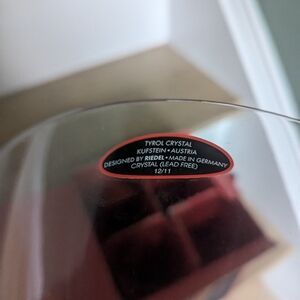 TYROL CRYSTAL
KUFSTEIN • AUSTRIA
DESIGNED BY RIEDEL • MADE IN GERMANY
CRYSTAL (LEAD FREE)
12/11